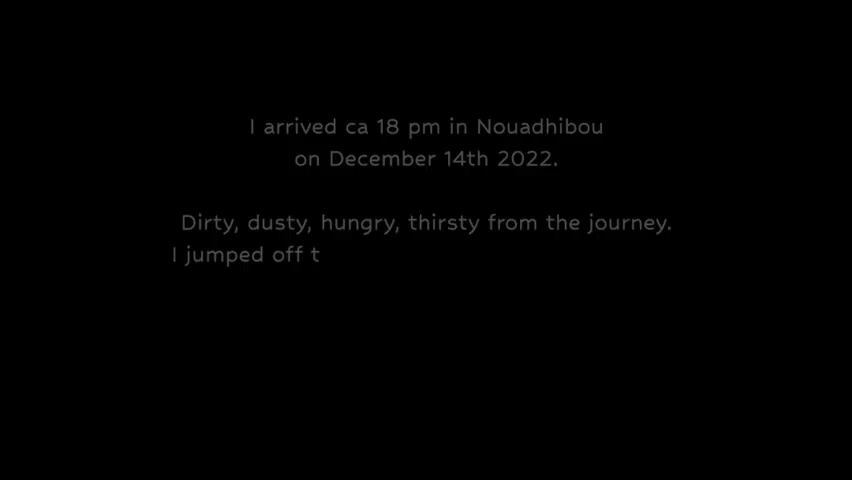 I arrived ca 18 pm in Nouadhibou
on December 14th 2022.
Dirty, dusty, hungry, thirsty from the journey.
I jumped off t